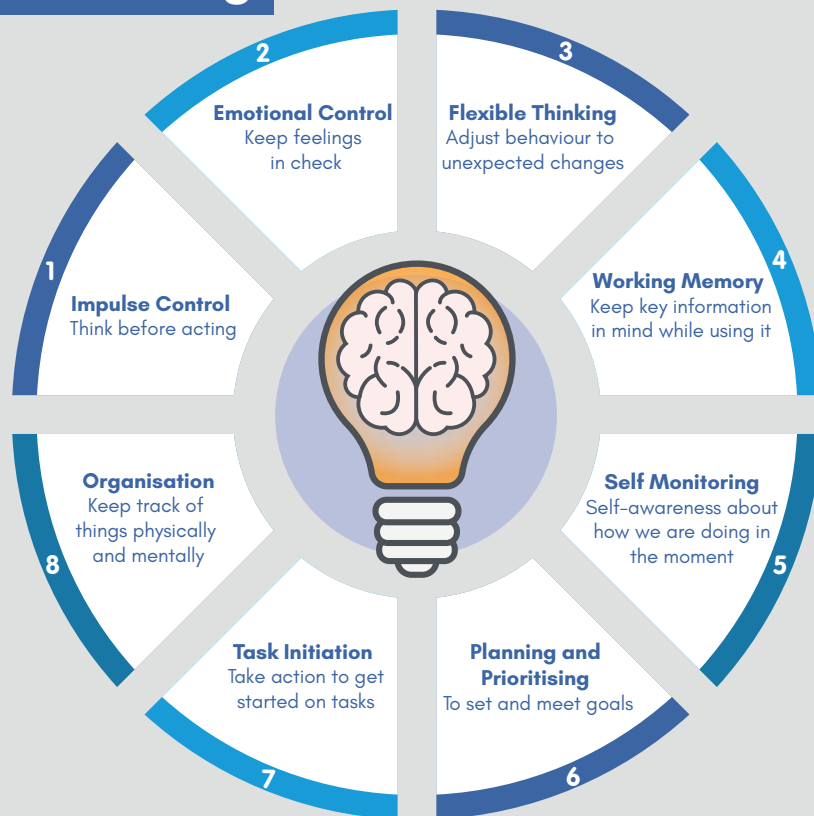 1
Impulse Control
Think before acting
2
Emotional Control
Keep feelings
in check
3
Flexible Thinking
Adjust behaviour to
unexpected changes
4
Working Memory
Keep key information
in mind while using it
5
Self Monitoring
Self-awareness about
how we are doing in
the moment
6
Planning and
Prioritising
To set and meet goals
7
Task Initiation
Take action to get
started on tasks
8
Organisation
Keep track of
things physically
and mentally